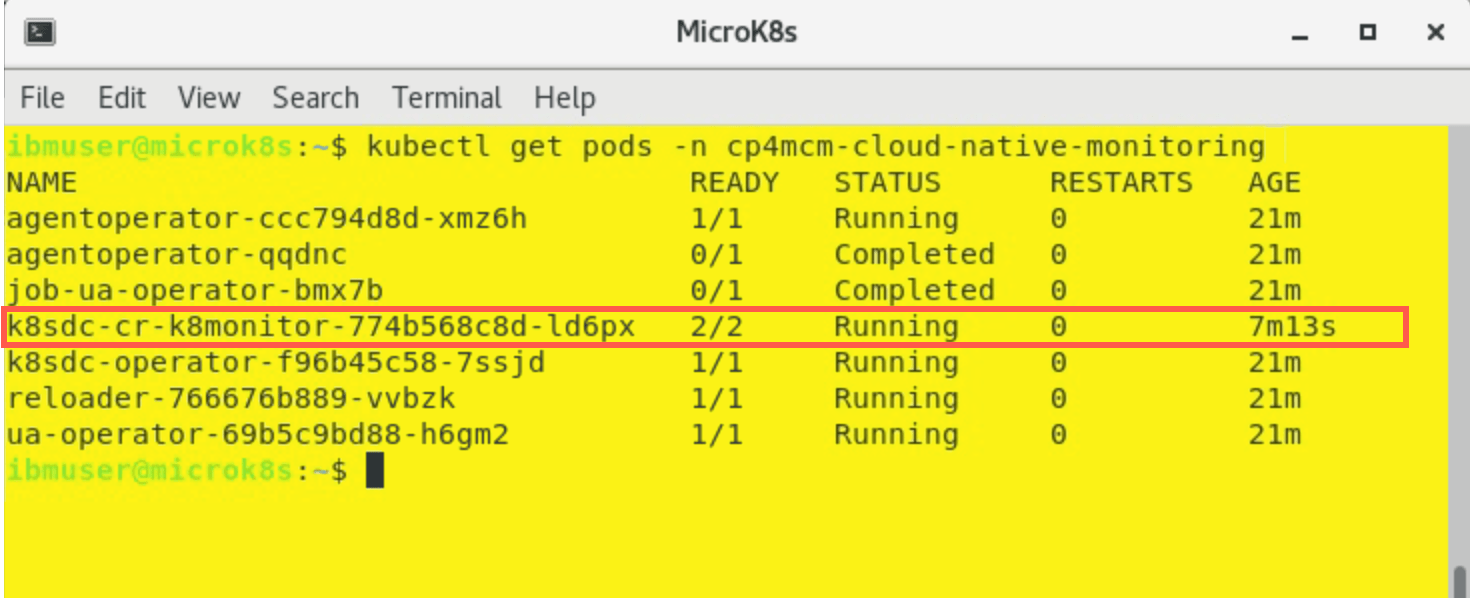 MicroK8s
File Edit View Search Terminal Help
ibmuser@microk8s:~$ kubectl get pods -n cp4mcm-cloud-native-monitoring
NAME READY STATUS RESTARTS AGE
agentoperator-ccc794d8d-xmz6h 1/1 Running 0 21m
agentoperator-qqdnc 0/1 Completed 0 21m
job-ua-operator-bmx7b 0/1 Completed 0 21m
k8sdc-cr-k8monitor-774b568c8d-ld6px 2/2 Running 0 7m13s
k8sdc-operator-f96b45c58-7ssjd 1/1 Running 0 21m
reloader-766676b889-vvbzk 1/1 Running 0 21m
ua-operator-69b5c9bd88-h6gm2 1/1 Running 0 21m
ibmuser@microk8s:~$